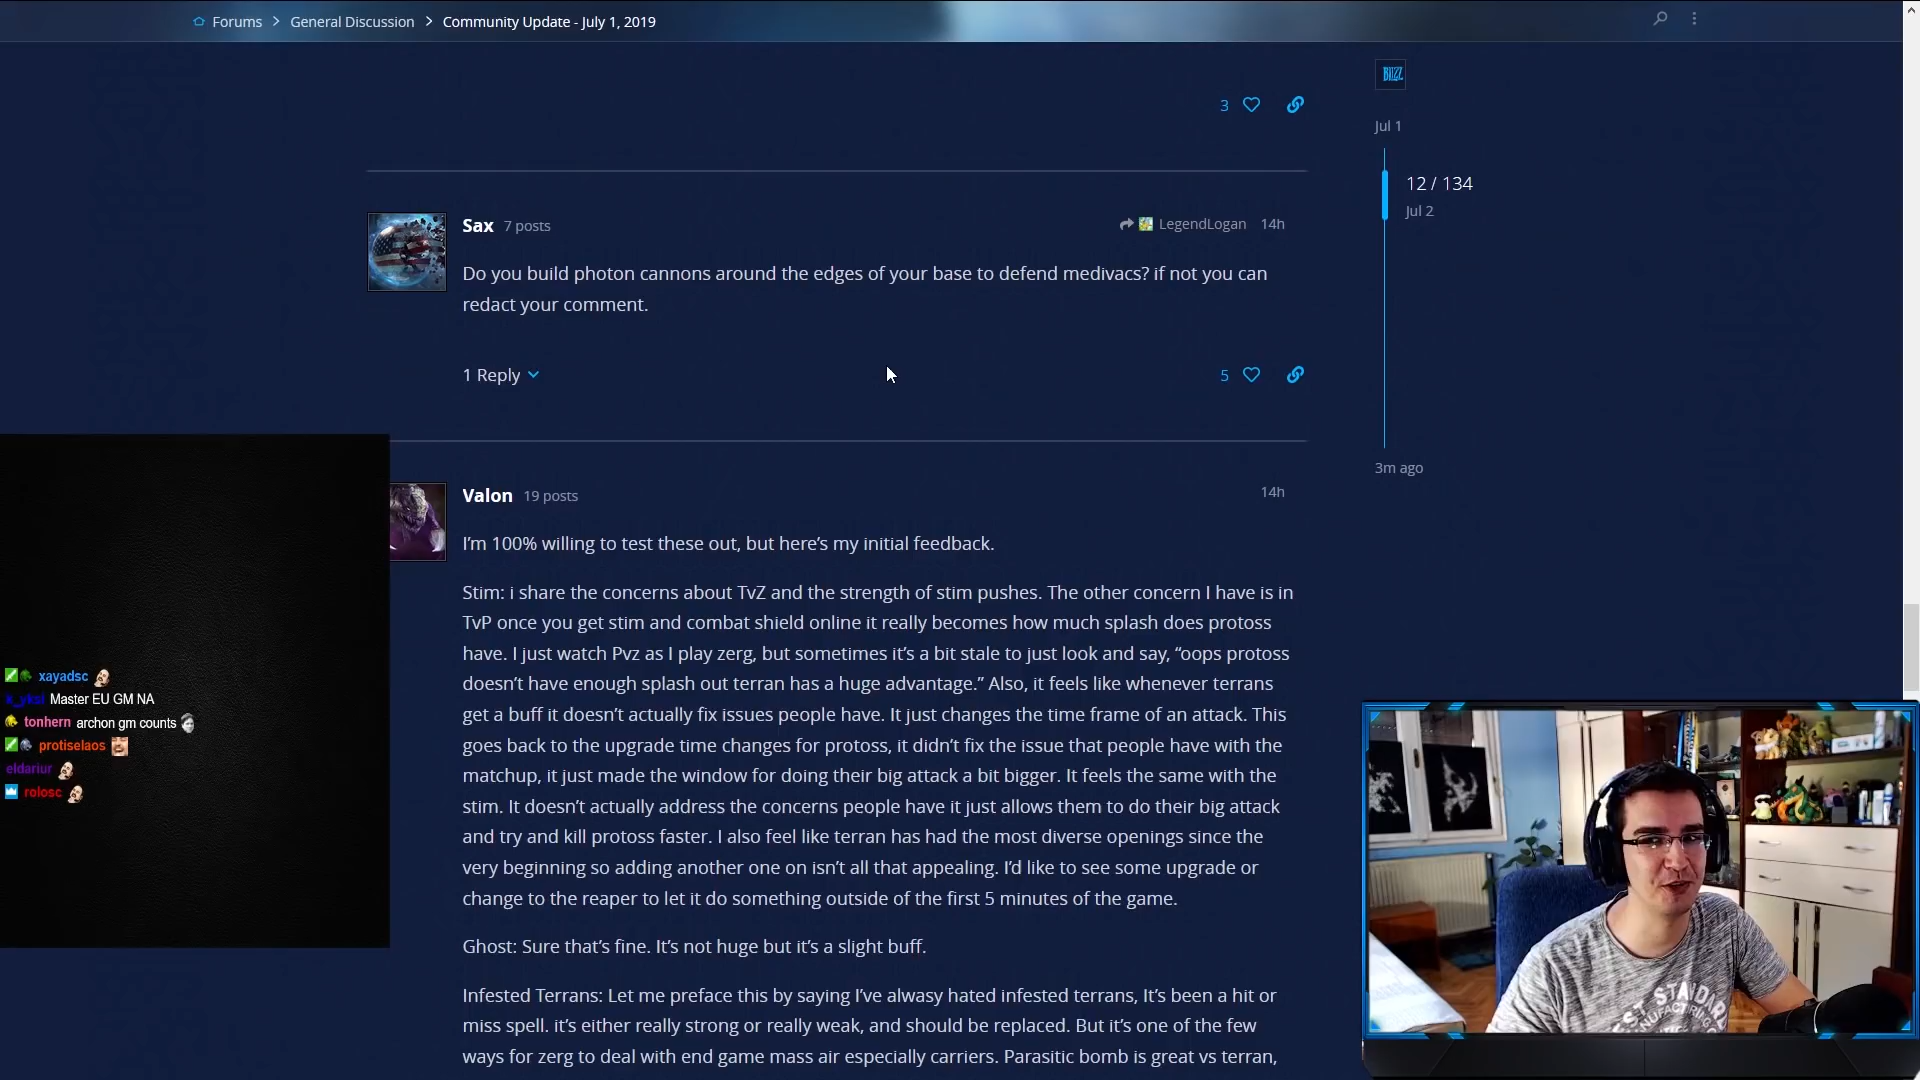 Forums > General Discussion > Community Update - July 1, 2019
BLIZZ
3
Jul 1
12 / 134
Jul 2
3m ago
Sax 7 posts
LegendLogan 14h
Do you build photon cannons around the edges of your base to defend medivacs? if not you can
redact your comment.
1 Reply
5
Valon 19 posts
14h
I'm 100% willing to test these out, but here's my initial feedback.
Stim: i share the concerns about TvZ and the strength of stim pushes. The other concern I have is in
TvP once you get stim and combat shield online it really becomes how much splash does protoss
have. I just watch Pvz as I play zerg, but sometimes it's a bit stale to just look and say, “oops protoss
doesn't have enough splash out terran has a huge advantage.” Also, it feels like whenever terrans
get a buff it doesn't actually fix issues people have. It just changes the time frame of an attack. This
goes back to the upgrade time changes for protoss, it didn't fix the issue that people have with the
matchup, it just made the window for doing their big attack a bit bigger. It feels the same with the
stim. It doesn't actually address the concerns people have it just allows them to do their big attack
and try and kill protoss faster. I also feel like terran has had the most diverse openings since the
very beginning so adding another one on isn't all that appealing. I'd like to see some upgrade or
change to the reaper to let it do something outside of the first 5 minutes of the game.
Ghost: Sure that's fine. It's not huge but it's a slight buff.
Infested Terrans: Let me preface this by saying I've alwasy hated infested terrans, It's been a hit or
miss spell. it's either really strong or really weak, and should be replaced. But it's one of the few
ways for zerg to deal with end game mass air especially carriers. Parasitic bomb is great vs terran,
xayadsc
k_yksi Master EU GM NA
tonhern archon gm counts
protiselaos
eldariur
rolosc